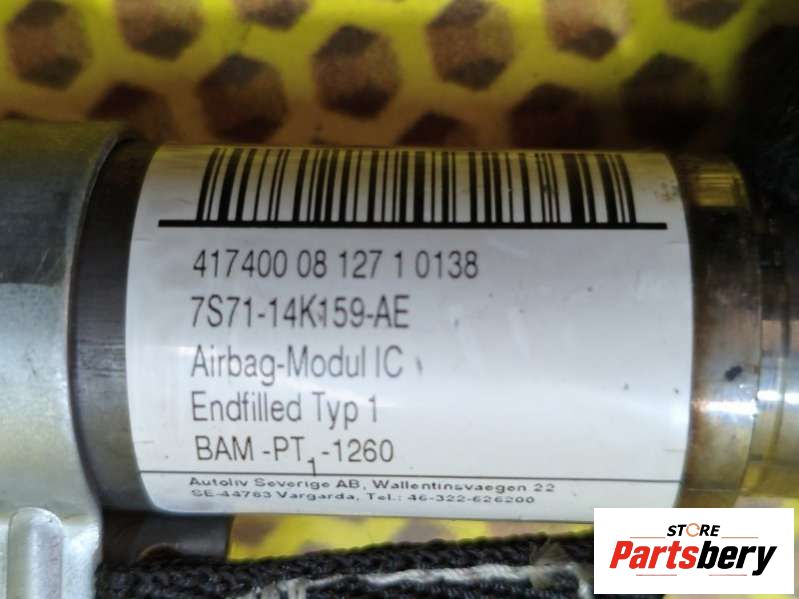 417400 08 127 1 0138
7S71-14K159-AE
Airbag-Modul IC
Endfilled Typ 1
BAM -PT1-1260
Autoliv Sverige AB, Wallentinsvaegen 22
SE-44783 Vargarda, Tel.: 46-322-626200
STORE
Partsbery